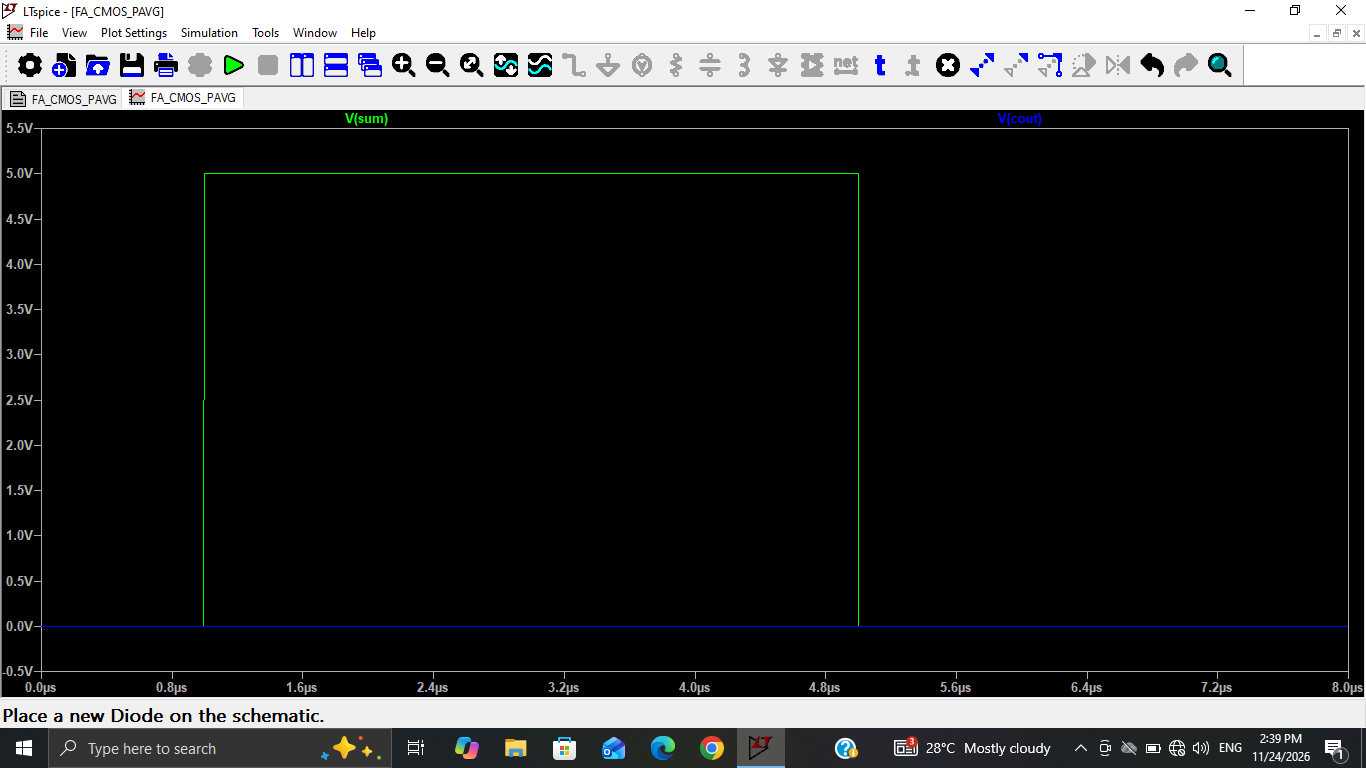 LTspice - [FA_CMOS_PAVG]
File View Plot Settings Simulation Tools Window Help
net t t
FA_CMOS_PAVG FA_CMOS_PAVG
V(sum) V(cout)
5.5V
5.0V
4.5V
4.0V
3.5V
3.0V
2.5V
2.0V
1.5V
1.0V
0.5V
0.0V
-0.5V
0.0µs 0.8µs 1.6µs 2.4µs 3.2µs 4.0µs 4.8µs 5.6µs 6.4µs 7.2µs 8.0µs
Place a new Diode on the schematic.
Type here to search 3 28°C Mostly cloudy ENG 2:39 PM
11/24/2026 1